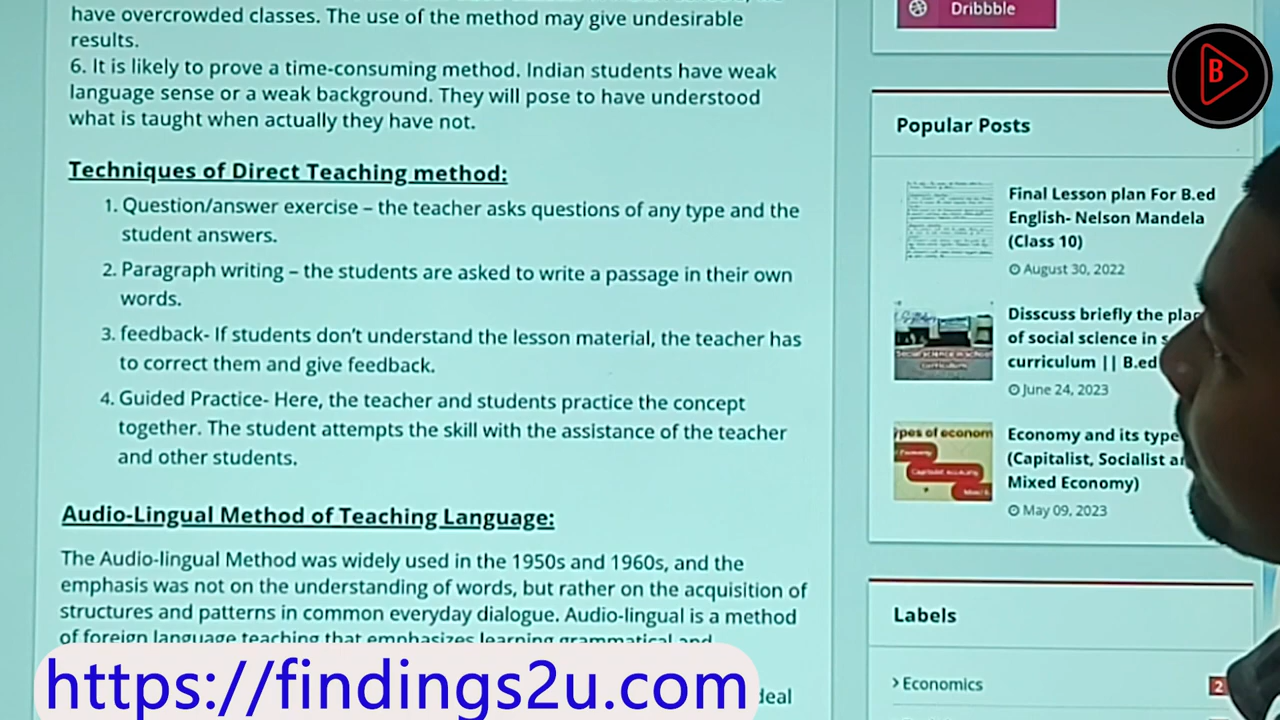 have overcrowded classes. The use of the method may give undesirable
results.
6. It is likely to prove a time-consuming method. Indian students have weak
language sense or a weak background. They will pose to have understood
what is taught when actually they have not.
Techniques of Direct Teaching method:
1. Question/answer exercise – the teacher asks questions of any type and the
student answers.
2. Paragraph writing – the students are asked to write a passage in their own
words.
3. feedback- If students don’t understand the lesson material, the teacher has
to correct them and give feedback.
4. Guided Practice- Here, the teacher and students practice the concept
together. The student attempts the skill with the assistance of the teacher
and other students.
Audio-Lingual Method of Teaching Language:
The Audio-lingual Method was widely used in the 1950s and 1960s, and the
emphasis was not on the understanding of words, but rather on the acquisition of
structures and patterns in common everyday dialogue. Audio-lingual is a method
of foreign language teaching that emphasizes learning grammatical and
https://findings2u.com
Dribbble
B
Popular Posts
Final Lesson plan For B.ed
English- Nelson Mandela
(Class 10)
August 30, 2022
Disscuss briefly the
of social science in
curriculum || B.ed
June 24, 2023
Economy and its
(Capitalist, Socialist
Mixed Economy)
May 09, 2023
Labels
Economics
2